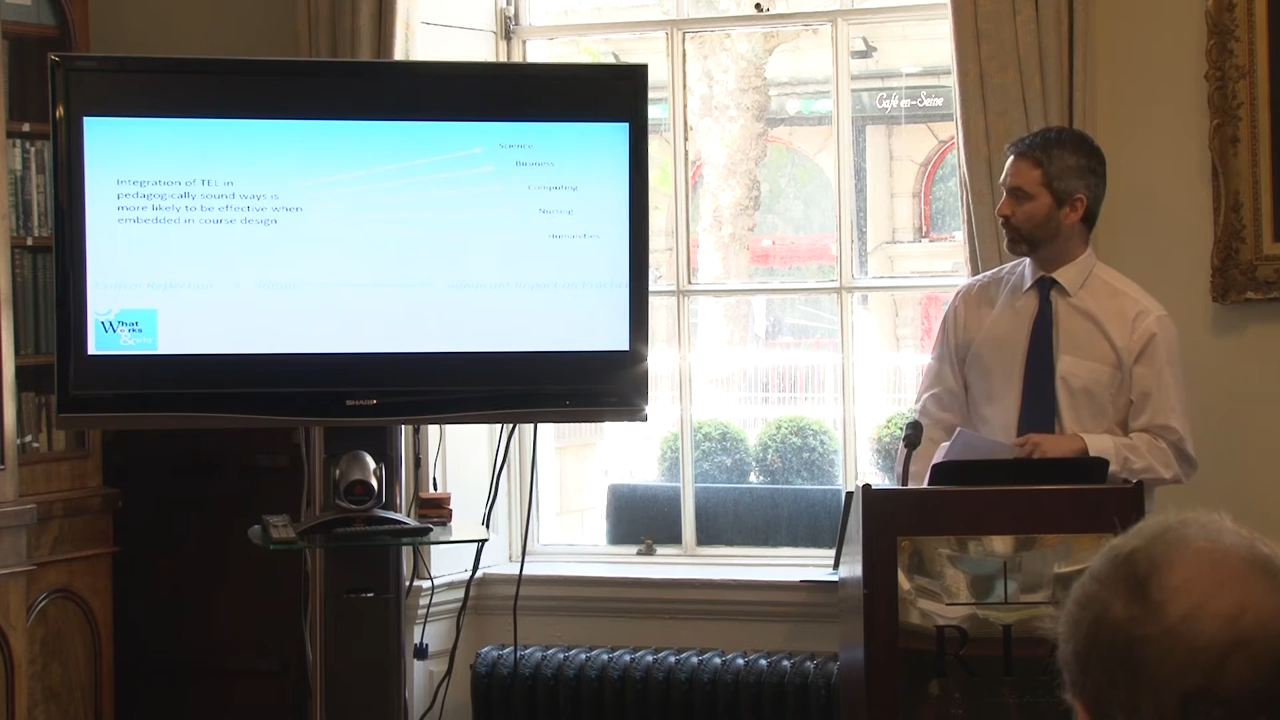 Integration of TEL in
pedagogically sound ways is
more likely to be effective when
embedded in course design
Science
Business
Computing
Nursing
Humanities
What
Works
&
SHARP
Café en-Seine
RI